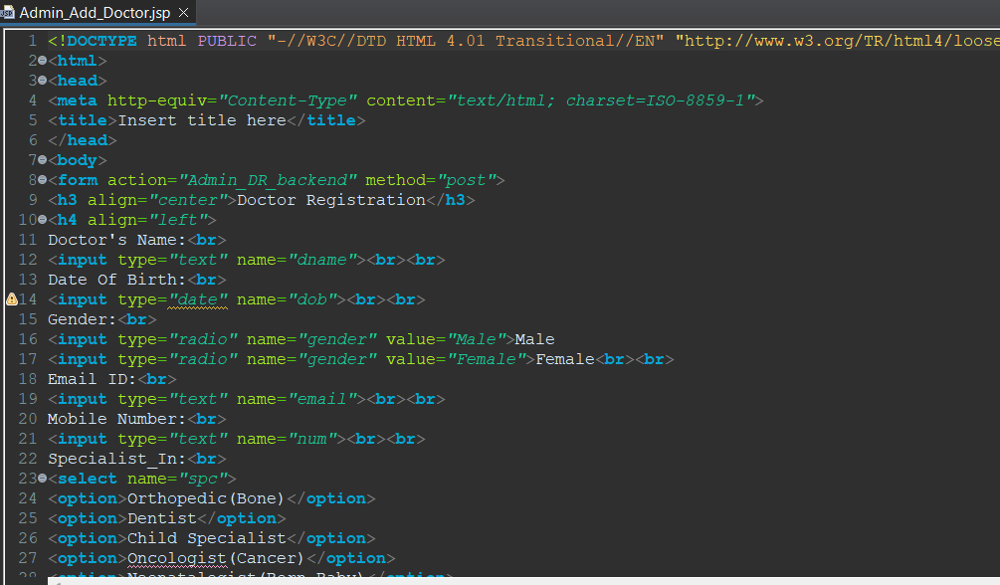 Admin_Add_Doctor.jsp
1 <!DOCTYPE html PUBLIC "-//W3C//DTD HTML 4.01 Transitional//EN" "http://www.w3.org/TR/html4/loose
2 <html>
3 <head>
4 <meta http-equiv="Content-Type" content="text/html; charset=ISO-8859-1">
5 <title>Insert title here</title>
6 </head>
7 <body>
8 <form action="Admin_DR_backend" method="post">
9 <h3 align="center">Doctor Registration</h3>
10 <h4 align="left">
11 Doctor's Name:<br>
12 <input type="text" name="dname"><br><br>
13 Date Of Birth:<br>
14 <input type="date" name="dob"><br><br>
15 Gender:<br>
16 <input type="radio" name="gender" value="Male">Male
17 <input type="radio" name="gender" value="Female">Female<br><br>
18 Email ID:<br>
19 <input type="text" name="email"><br><br>
20 Mobile Number:<br>
21 <input type="text" name="num"><br><br>
22 Specialist_In:<br>
23 <select name="spc">
24 <option>Orthopedic(Bone)</option>
25 <option>Dentist</option>
26 <option>Child Specialist</option>
27 <option>Oncologist(Cancer)</option>